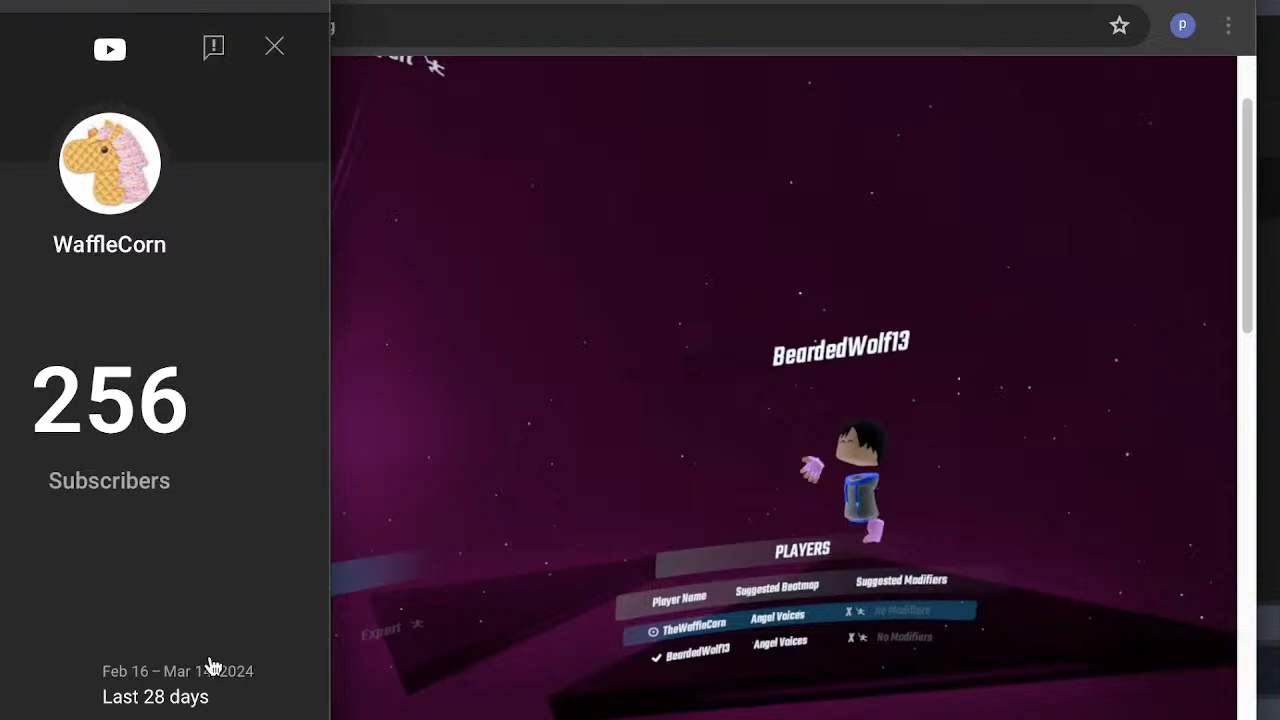 P
WaffleCorn
256
Subscribers
BeardedWolf13
PLAYERS
Player Name Suggested Beatmap Suggested Modifiers
TheWaffleCorn Angel Voices X No Modifiers
BeardedWolf13 Angel Voices X No Modifiers
Expert
Feb 16 – Mar 2024
Last 28 days